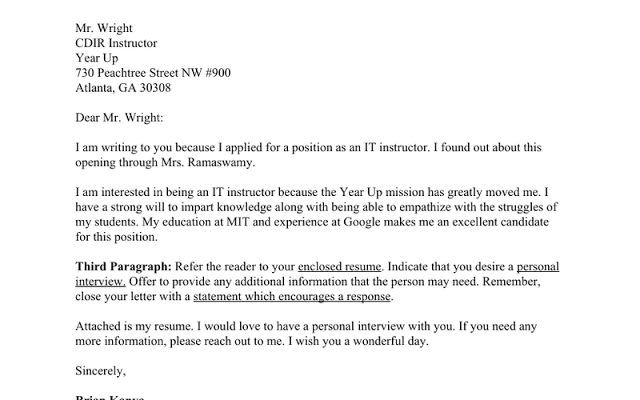 Mr. Wright
CDIR Instructor
Year Up
730 Peachtree Street NW #900
Atlanta, GA 30308
Dear Mr. Wright:
I am writing to you because I applied for a position as an IT instructor. I found out about this
opening through Mrs. Ramaswamy.
I am interested in being an IT instructor because the Year Up mission has greatly moved me. I
have a strong will to impart knowledge along with being able to empathize with the struggles of
my students. My education at MIT and experience at Google makes me an excellent candidate
for this position.
Third Paragraph: Refer the reader to your enclosed resume. Indicate that you desire a personal
interview. Offer to provide any additional information that the person may need. Remember,
close your letter with a statement which encourages a response.
Attached is my resume. I would love to have a personal interview with you. If you need any
more information, please reach out to me. I wish you a wonderful day.
Sincerely,
Brian